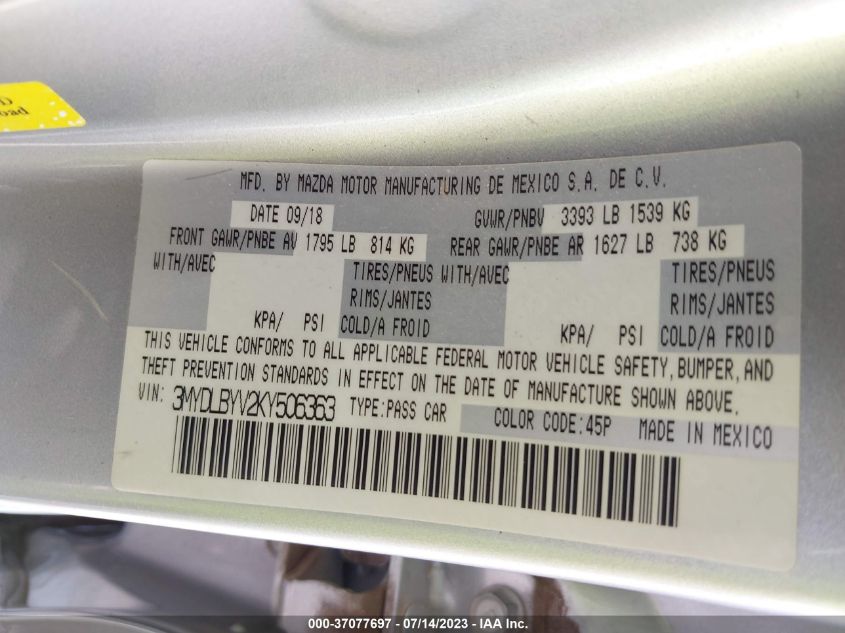 D
oad
MFD. BY MAZDA MOTOR MANUFACTURING DE MEXICO S.A. DE C.V.
DATE 09/18 GVWR/PNBV 3393 LB 1539 KG
FRONT GAWR/PNBE AV 1795 LB 814 KG REAR GAWR/PNBE AR 1627 LB 738 KG
WITH/AVEC TIRES/PNEUS WITH/AVEC TIRES/PNEUS
RIMS/JANTES RIMS/JANTES
KPA/ PSI COLD/A FROID KPA/ PSI COLD/A FROID
THIS VEHICLE CONFORMS TO ALL APPLICABLE FEDERAL MOTOR VEHICLE SAFETY, BUMPER, AND
THEFT PREVENTION STANDARDS IN EFFECT ON THE DATE OF MANUFACTURE SHOWN ABOVE.
VIN: 3MYDLBYV2KY506363 TYPE:PASS CAR COLOR CODE:45P MADE IN MEXICO
000-37077697 - 07/14/2023 - IAA Inc.